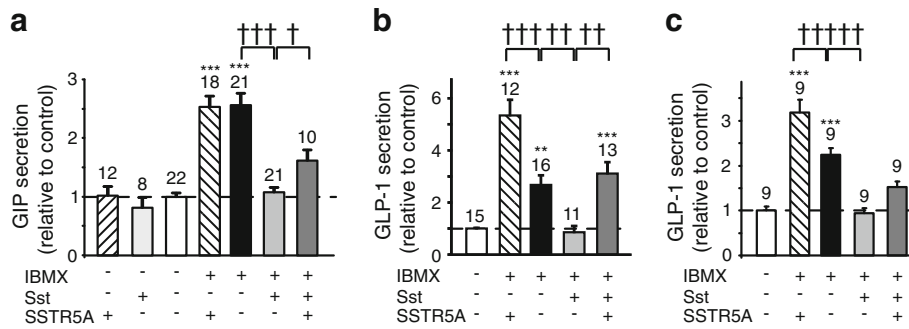 a
††† †
GIP secretion
(relative to control)
3
2
1
0
12
8
22
***
18
***
21
21
10
IBMX - - - + + + +
Sst - + - - - + +
SSTR5A + - - + - - +
b
††† †† ††
GLP-1 secretion
(relative to control)
6
4
2
0
15
***
12
**
16
11
***
13
IBMX - + + + +
Sst - - - + +
SSTR5A - + - - +
c
†††††
GLP-1 secretion
(relative to control)
3
2
1
0
9
***
9
***
9
9
9
IBMX - + + + +
Sst - - - + +
SSTR5A - + - - +